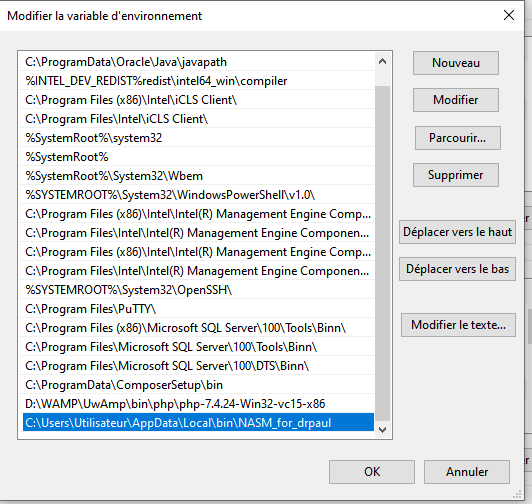 Modifier la variable d'environnement
C:\ProgramData\Oracle\Java\javapath
%INTEL_DEV_REDIST%redist\intel64_win\compiler
C:\Program Files (x86)\Intel\iCLS Client\
C:\Program Files\Intel\iCLS Client\
%SystemRoot%\system32
%SystemRoot%
%SystemRoot%\System32\Wbem
%SYSTEMROOT%\System32\WindowsPowerShell\v1.0\
C:\Program Files (x86)\Intel\Intel(R) Management Engine Comp...
C:\Program Files\Intel\Intel(R) Management Engine Componen...
C:\Program Files (x86)\Intel\Intel(R) Management Engine Comp...
C:\Program Files\Intel\Intel(R) Management Engine Componen...
%SYSTEMROOT%\System32\OpenSSH\
C:\Program Files\PuTTY\
C:\Program Files (x86)\Microsoft SQL Server\100\Tools\Binn\
C:\Program Files\Microsoft SQL Server\100\Tools\Binn\
C:\Program Files\Microsoft SQL Server\100\DTS\Binn\
C:\ProgramData\ComposerSetup\bin
D:\WAMP\UwAmp\bin\php\php-7.4.24-Win32-vc15-x86
C:\Users\Utilisateur\AppData\Local\bin\NASM_for_drpaul
Nouveau
Modifier
Parcourir...
Supprimer
Déplacer vers le haut
Déplacer vers le bas
Modifier le texte...
OK
Annuler